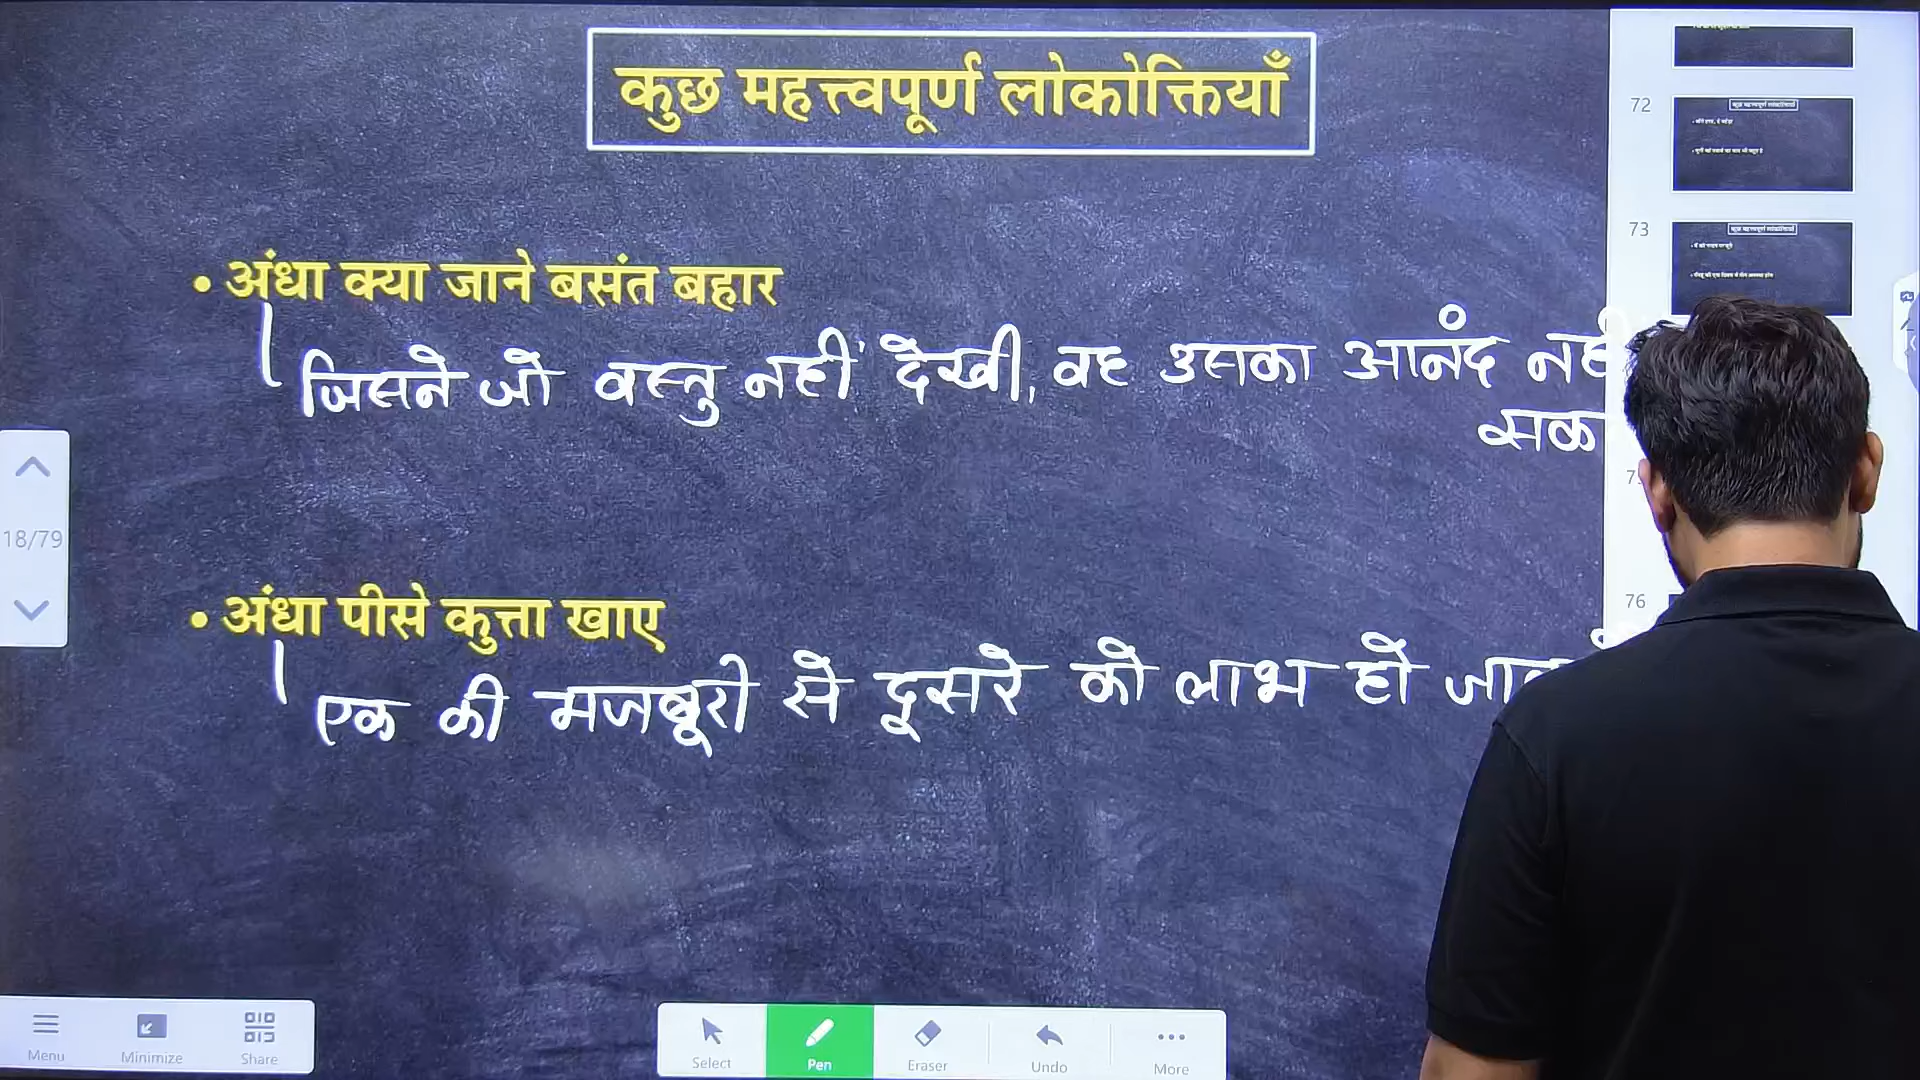 कुछ महत्त्वपूर्ण लोकोक्तियाँ
72
73
• अंधा क्या जाने बसंत बहार
जिसने जो वस्तु नहीं देखी, वह उसका आनंद
18/79
• अंधा पीसे कुत्ता खाए
76
एक की मजबूरी से दूसरे को लाभ हो
Menu
Minimize
Share
Select
Pen
Eraser
Undo
More